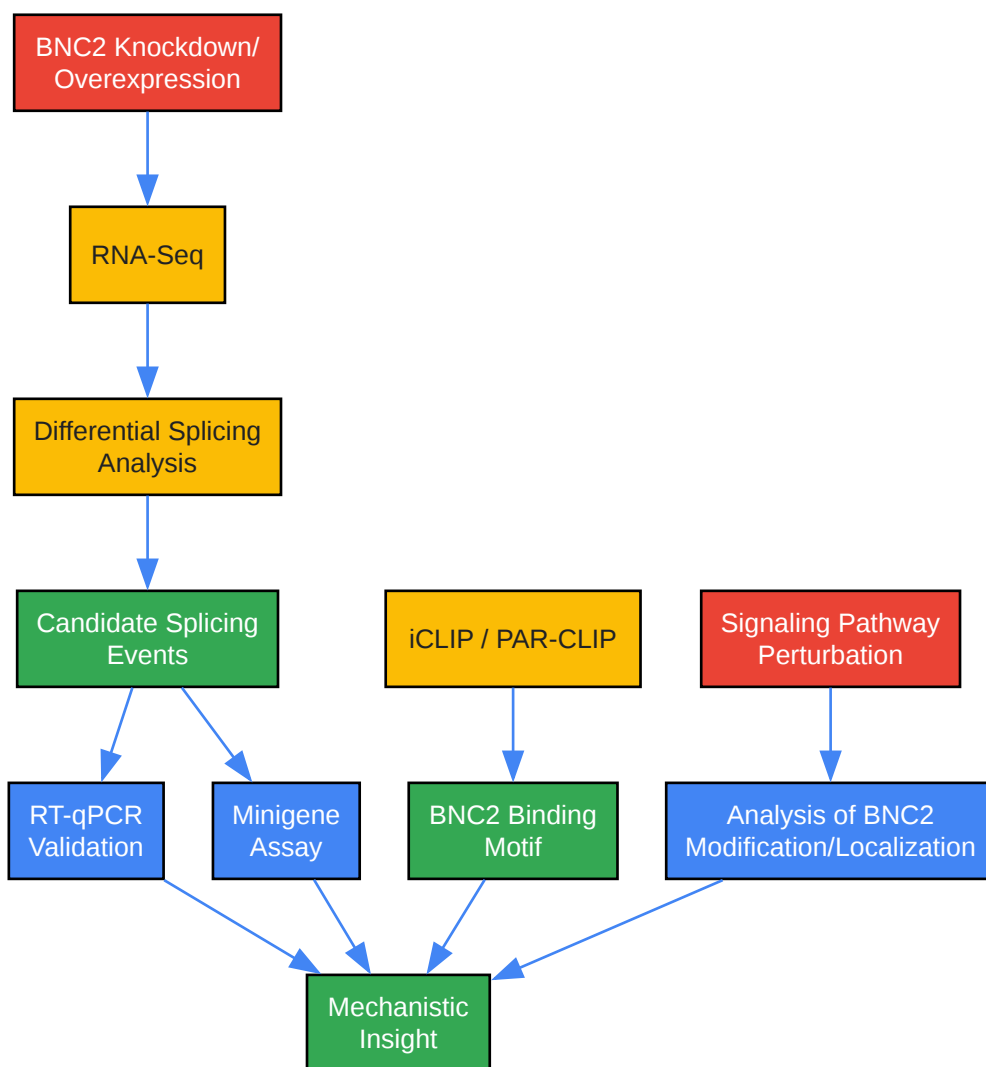 BNC2 Knockdown/
Overexpression
RNA-Seq
Differential Splicing
Analysis
Candidate Splicing
Events
iCLIP / PAR-CLIP
Signaling Pathway
Perturbation
RT-qPCR
Validation
Minigene
Assay
BNC2 Binding
Motif
Analysis of BNC2
Modification/Localization
Mechanistic
Insight